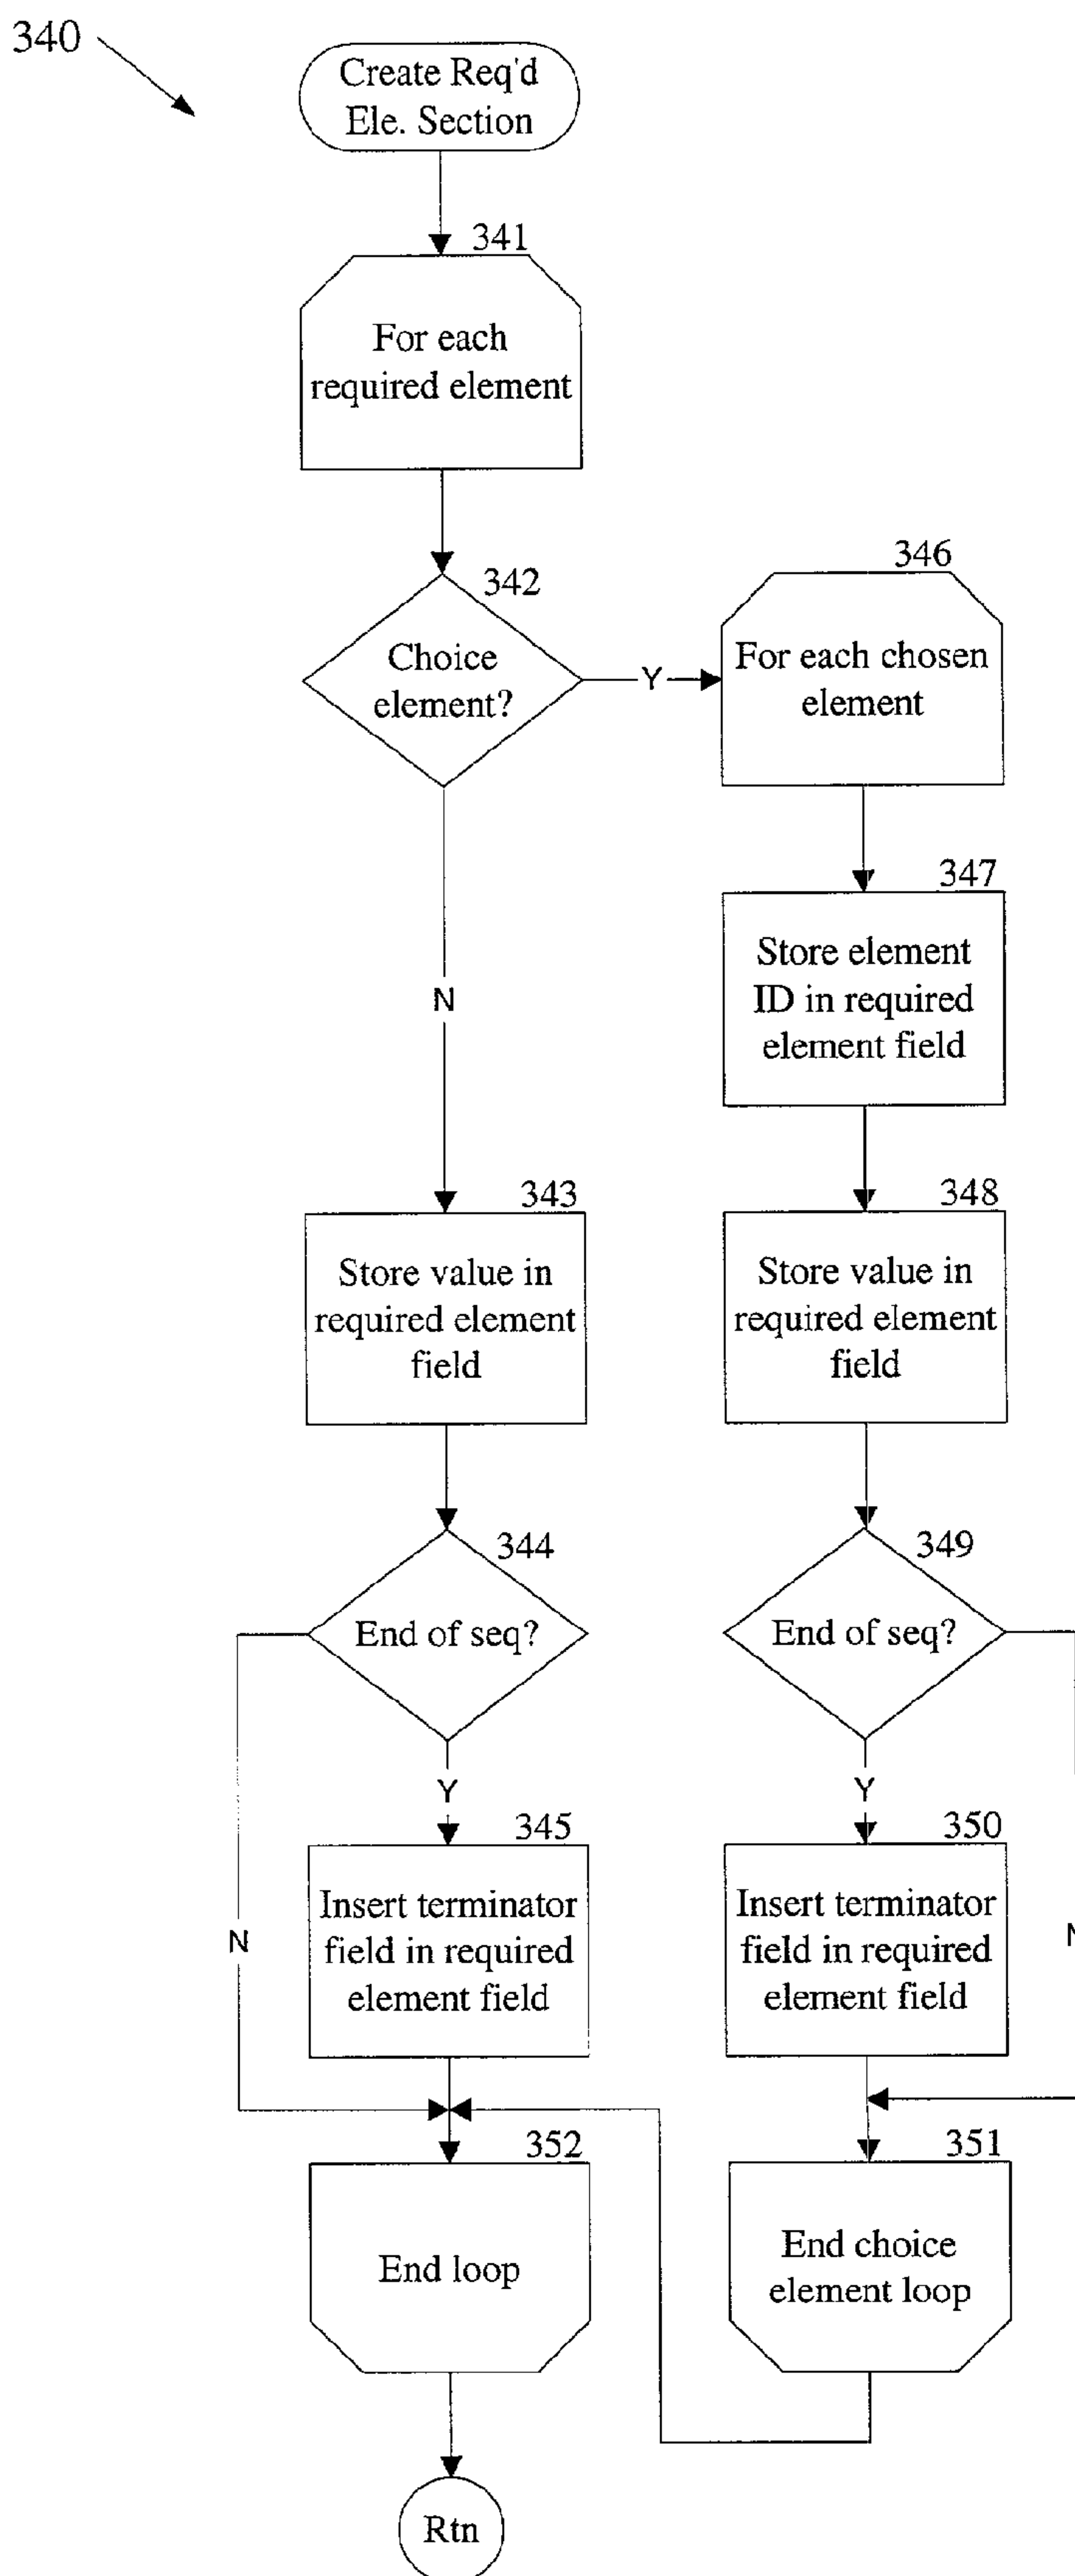 340
Create Req'd
Ele. Section
341
For each
required element
342
Choice
element?
Y
346
For each chosen
element
347
Store element
ID in required
element field
N
343
Store value in
required element
field
348
Store value in
required element
field
344
End of seq?
349
End of seq?
Y
Y
345
Insert terminator
field in required
element field
350
Insert terminator
field in required
element field
N
352
End loop
351
End choice
element loop
Rtn